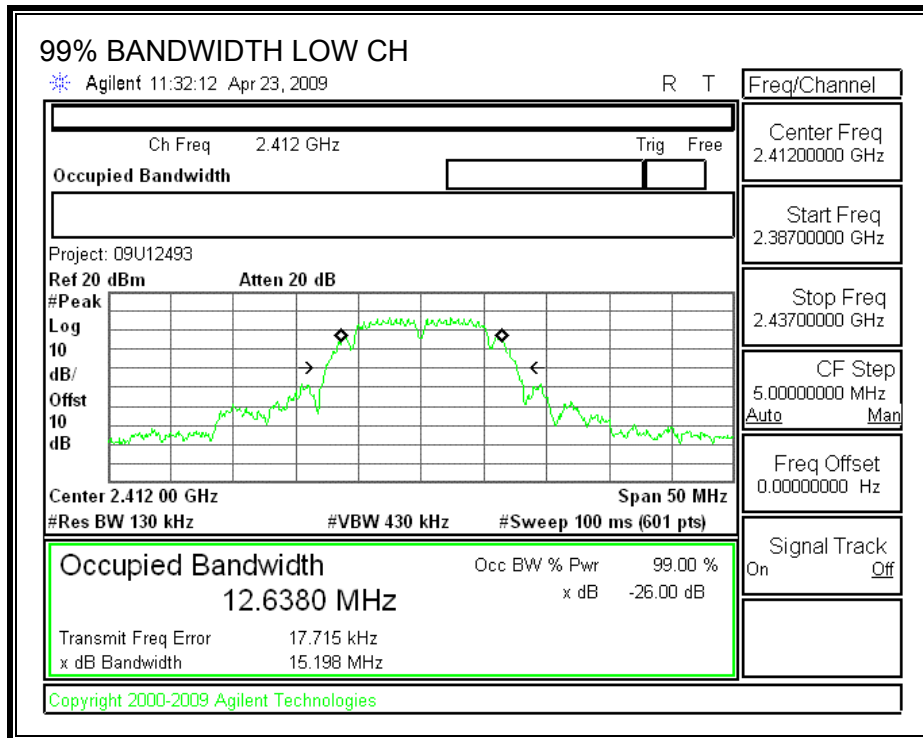 99% BANDWIDTH LOW CH
Agilent 11:32:12 Apr 23, 2009 R T
Ch Freq 2.412 GHz Trig Free
Occupied Bandwidth
Project: 09U12493
Ref 20 dBm Atten 20 dB
#Peak
Log
10
dB/
Offst
10
dB
Center 2.412 00 GHz Span 50 MHz
#Res BW 130 kHz #VBW 430 kHz #Sweep 100 ms (601 pts)
Occupied Bandwidth Occ BW % Pwr 99.00 %
12.6380 MHz x dB -26.00 dB
Transmit Freq Error 17.715 kHz
x dB Bandwidth 15.198 MHz
Copyright 2000-2009 Agilent Technologies
Freq/Channel
Center Freq
2.41200000 GHz
Start Freq
2.38700000 GHz
Stop Freq
2.43700000 GHz
CF Step
5.00000000 MHz
Auto Man
Freq Offset
0.00000000 Hz
Signal Track
On Off